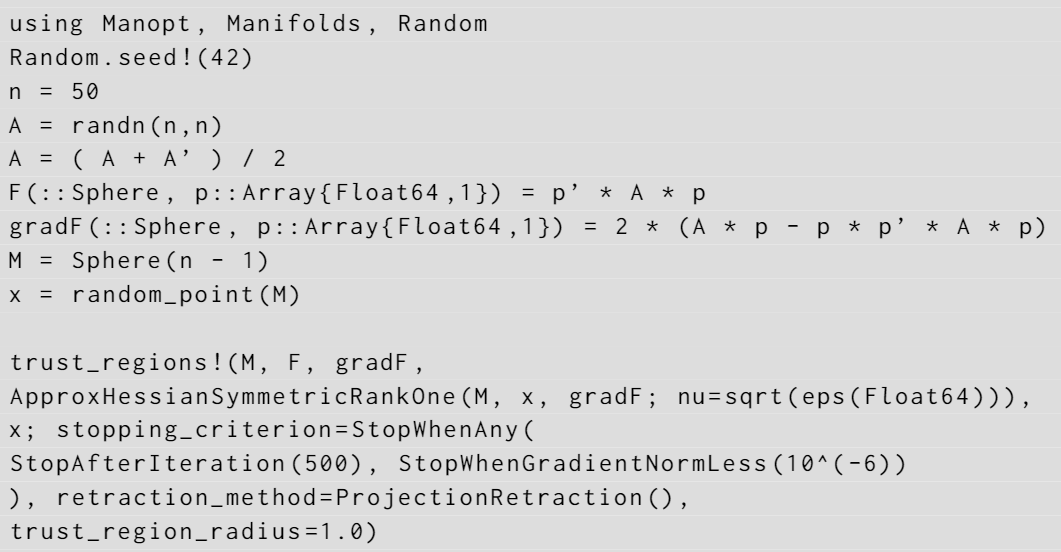 using Manopt, Manifolds, Random
Random.seed!(42)
n = 50
A = randn(n,n)
A = ( A + A’ ) / 2
F(::Sphere, p::Array{Float64,1}) = p’ * A * p
gradF(::Sphere, p::Array{Float64,1}) = 2 * (A * p - p * p’ * A * p)
M = Sphere(n - 1)
x = random_point(M)

trust_regions!(M, F, gradF,
ApproxHessianSymmetricRankOne(M, x, gradF; nu=sqrt(eps(Float64))),
x; stopping_criterion=StopWhenAny(
StopAfterIteration(500), StopWhenGradientNormLess(10^(-6))
), retraction_method=ProjectionRetraction(),
trust_region_radius=1.0)